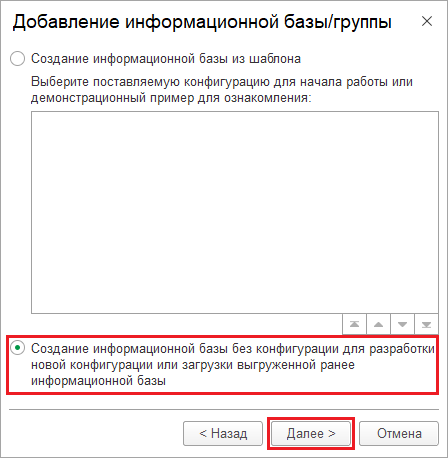 Добавление информационной базы/группы
Создание информационной базы из шаблона
Выберите поставляемую конфигурацию для начала работы или
демонстрационный пример для ознакомления:
Создание информационной базы без конфигурации для разработки
новой конфигурации или загрузки выгруженной ранее
информационной базы
< Назад
Далее >
Отмена